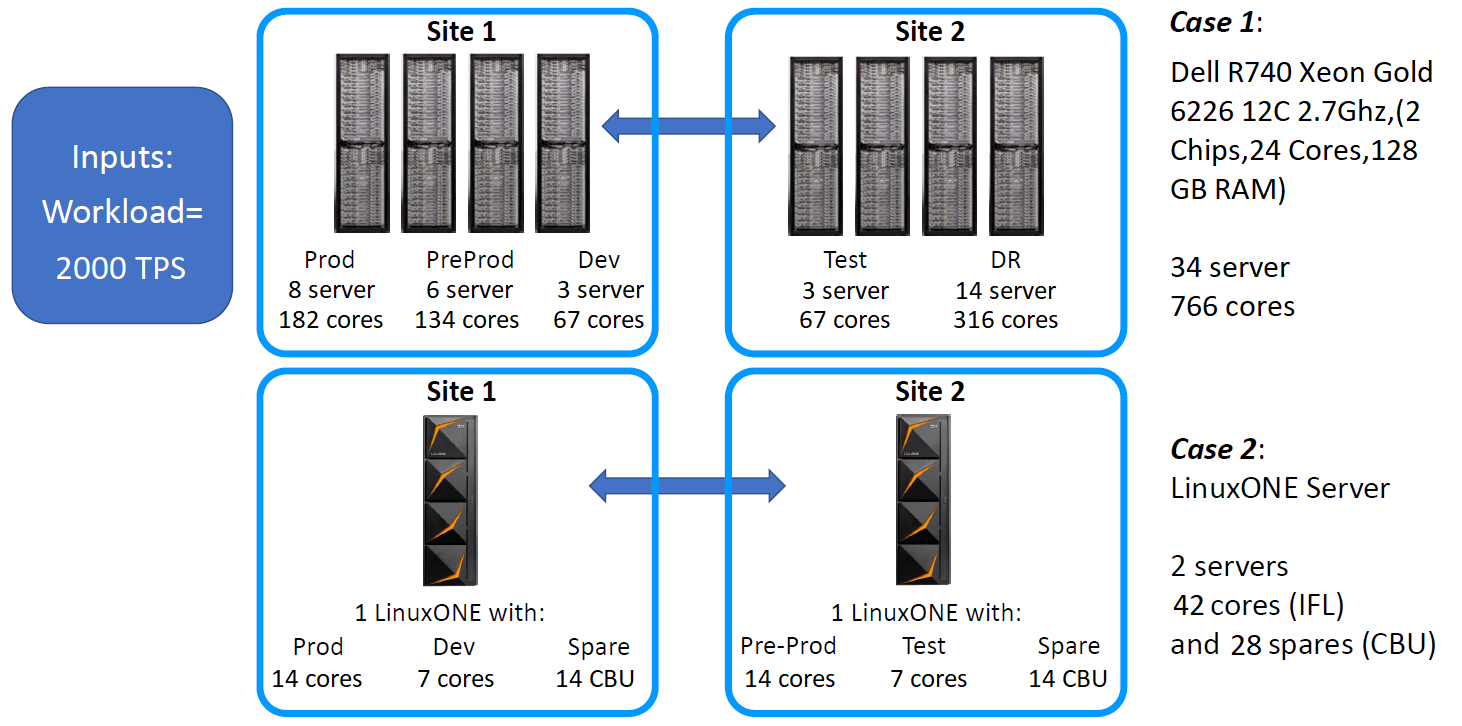 Inputs:
Workload=
2000 TPS
Site 1
Prod PreProd Dev
8 server 6 server 3 server
182 cores 134 cores 67 cores
Site 2
Test DR
3 server 14 server
67 cores 316 cores
Case 1:
Dell R740 Xeon Gold
6226 12C 2.7Ghz,(2
Chips,24 Cores,128
GB RAM)
34 server
766 cores
Site 1
1 LinuxONE with:
Prod Dev Spare
14 cores 7 cores 14 CBU
Site 2
1 LinuxONE with:
Pre-Prod Test Spare
14 cores 7 cores 14 CBU
Case 2:
LinuxONE Server
2 servers
42 cores (IFL)
and 28 spares (CBU)